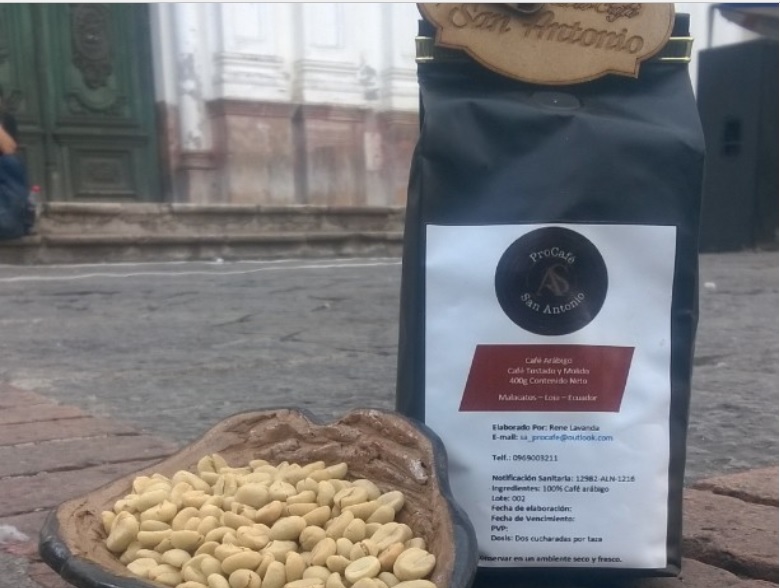 San Antonio
ProCafé
AS
San Antonio
Café Arábigo
Café Tostado y Molido
400g Contenido Neto
Malacatos – Loja – Ecuador
Elaborado Por: Rene Lavanda
E-mail: sa_procafe@outlook.com
Telf.: 0969003211
Notificación Sanitaria: 12982-ALN-1216
Ingredientes: 100% Café arábigo
Lote: 002
Fecha de elaboración:
Fecha de Vencimiento:
PVP:
Dosis: Dos cucharadas por taza
en un ambiente seco y fresco.